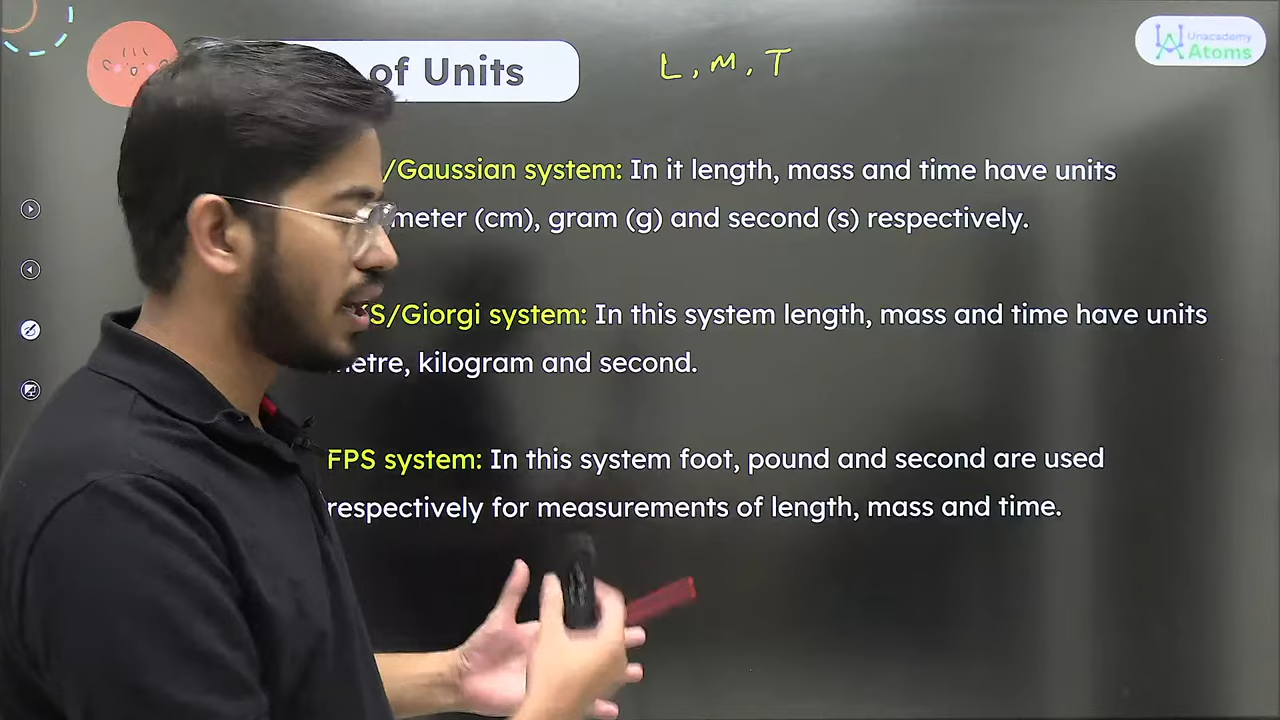 of Units
L, M, T
Unacademy
Atoms
/Gaussian system: In it length, mass and time have units
meter (cm), gram (g) and second (s) respectively.
S/Giorgi system: In this system length, mass and time have units
etre, kilogram and second.
FPS system: In this system foot, pound and second are used
respectively for measurements of length, mass and time.